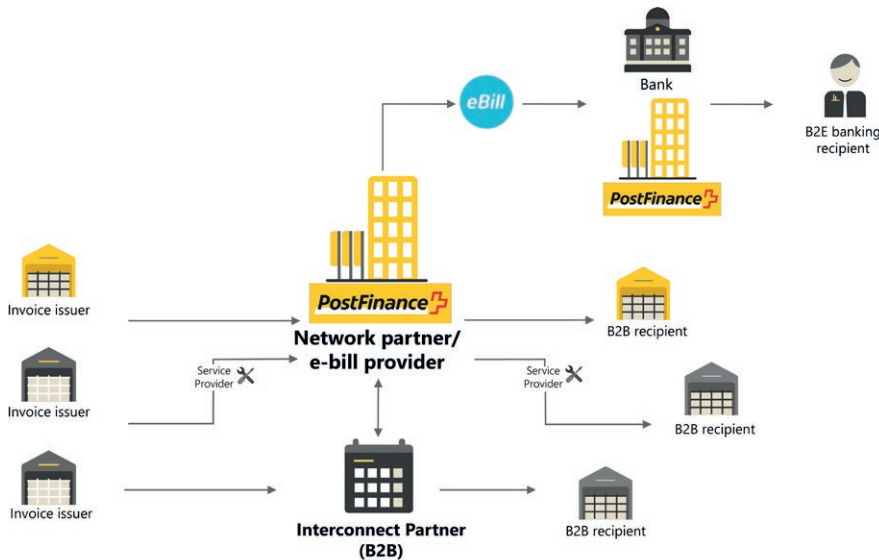 eBill
Bank
B2E banking
recipient
PostFinance
PostFinance
Invoice issuer
B2B recipient
Network partner/
e-bill provider
Service
Provider
Service
Provider
Invoice issuer
B2B recipient
Invoice issuer
B2B recipient
Interconnect Partner
(B2B)